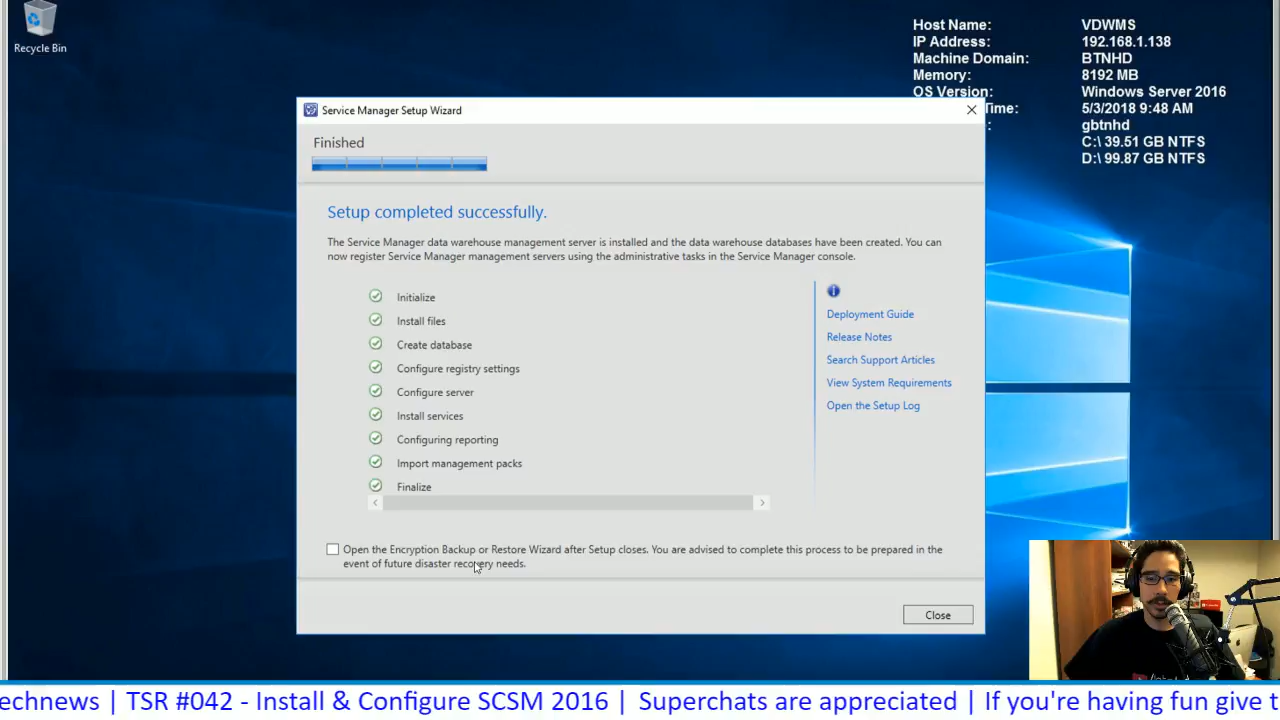 Recycle Bin
Host Name: VDWMS
IP Address: 192.168.1.138
Machine Domain: BTNHD
Memory: 8192 MB
OS Version: Windows Server 2016
Time: 5/3/2018 9:48 AM
: gbtnhd
C:\ 39.51 GB NTFS
D:\ 99.87 GB NTFS
Service Manager Setup Wizard
Finished
Setup completed successfully.
The Service Manager data warehouse management server is installed and the data warehouse databases have been created. You can
now register Service Manager management servers using the administrative tasks in the Service Manager console.
Initialize
Install files
Create database
Configure registry settings
Configure server
Install services
Configuring reporting
Import management packs
Finalize
Deployment Guide
Release Notes
Search Support Articles
View System Requirements
Open the Setup Log
Open the Encryption Backup or Restore Wizard after Setup closes. You are advised to complete this process to be prepared in the
event of future disaster recovery needs.
Close
echnews | TSR #042 - Install & Configure SCSM 2016 | Superchats are appreciated | If you're having fun give t